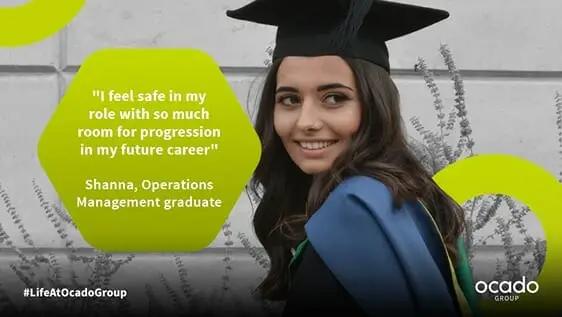 "I feel safe in my
role with so much
room for progression
in my future career"
Shanna, Operations
Management graduate
#LifeAtOcadoGroup
ocado
GROUP